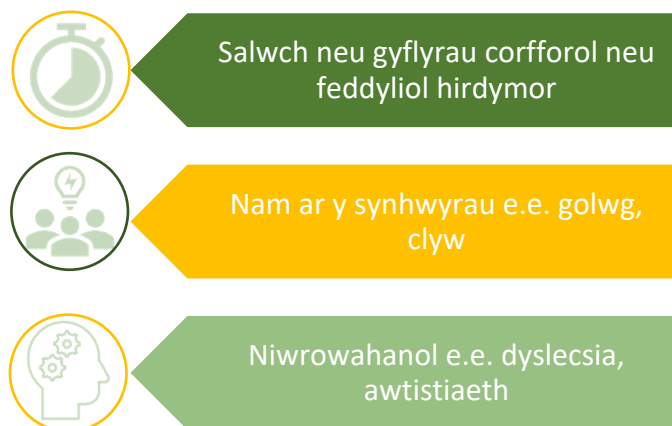 Salwch neu gyflyrau corfforol neu
feddyliol hirdymor
Nam ar y synhwyrau e.e. golwg,
clyw
Niwrowahanol e.e. dyslecsia,
awtistiaeth